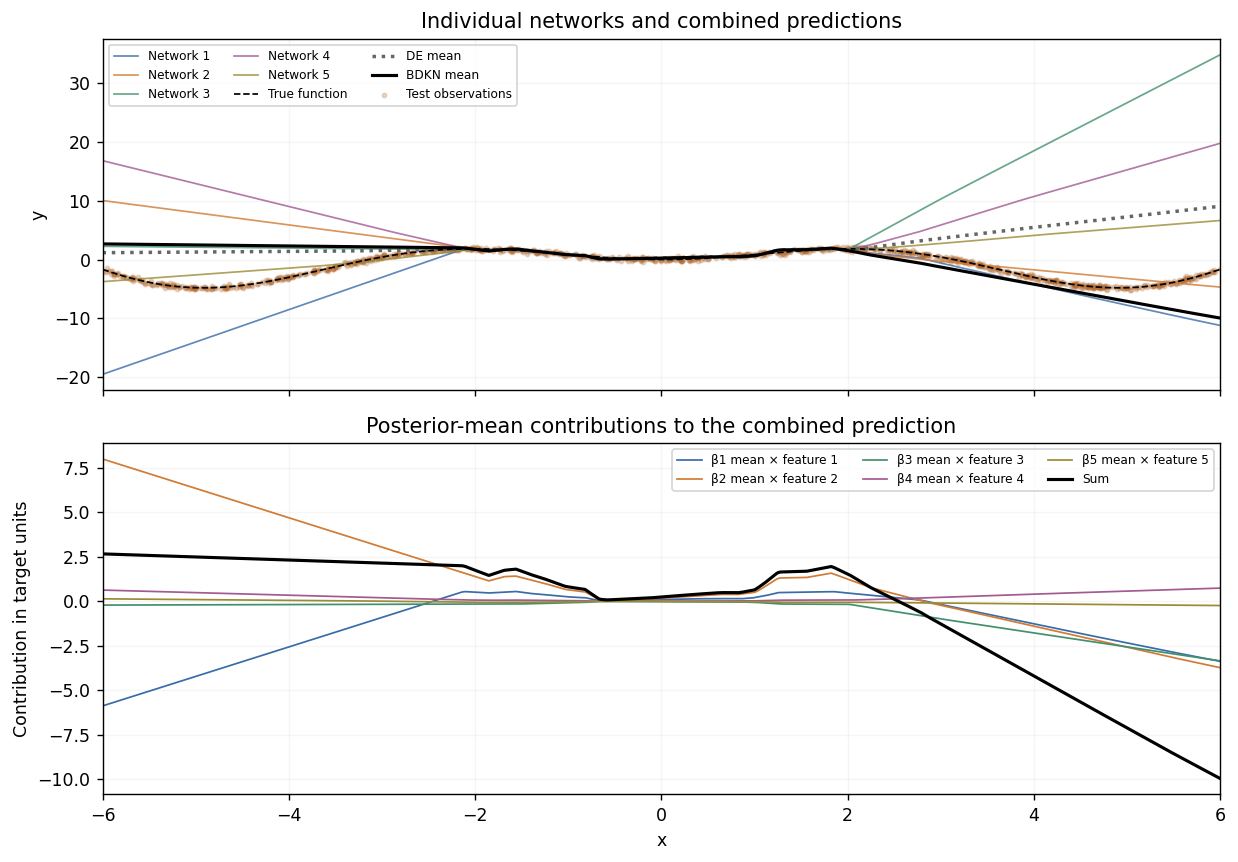 Individual networks and combined predictions
Network 1 Network 4 DE mean
Network 2 Network 5 BDKN mean
Network 3 True function Test observations
30
20
10
0
−10
−20
y
Posterior-mean contributions to the combined prediction
β1 mean × feature 1 β3 mean × feature 3 β5 mean × feature 5
β2 mean × feature 2 β4 mean × feature 4 Sum
7.5
5.0
2.5
0.0
−2.5
−5.0
−7.5
−10.0
Contribution in target units
−6 −4 −2 0 2 4 6
x